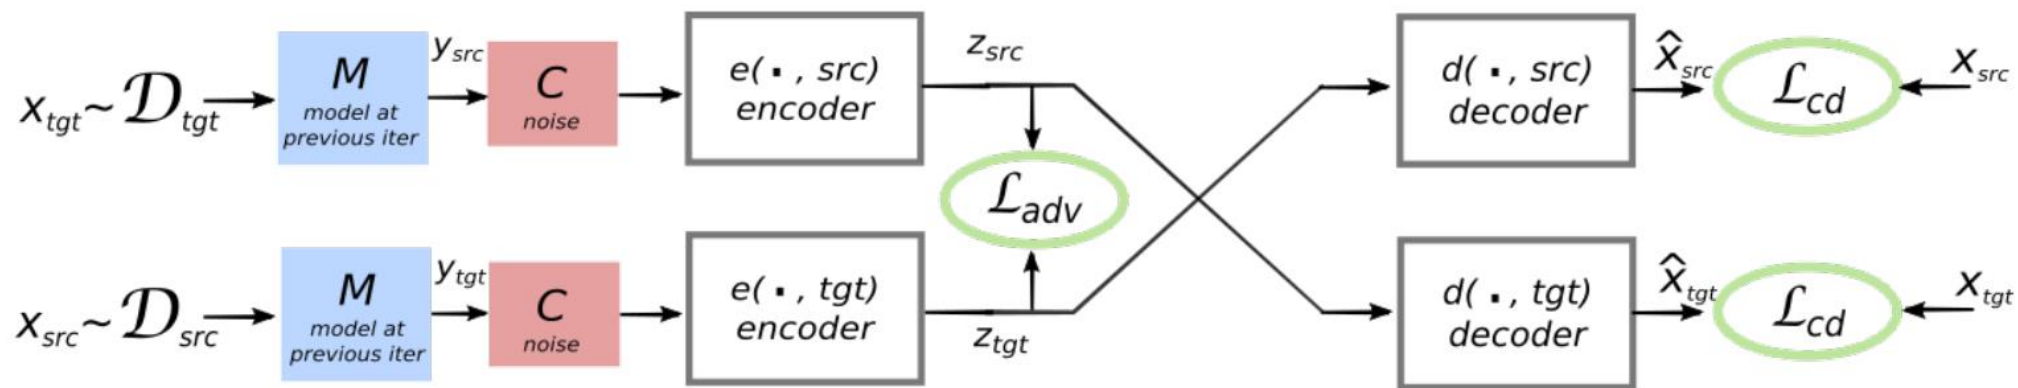 x_tgt ~ 𝒟_tgt
M
model at
previous iter
y_src
C
noise
e(·, src)
encoder
z_src
d(·, src)
decoder
x̂_src
ℒ_cd
x_src
ℒ_adv
x_src ~ 𝒟_src
M
model at
previous iter
y_tgt
C
noise
e(·, tgt)
encoder
z_tgt
d(·, tgt)
decoder
x̂_tgt
ℒ_cd
x_tgt